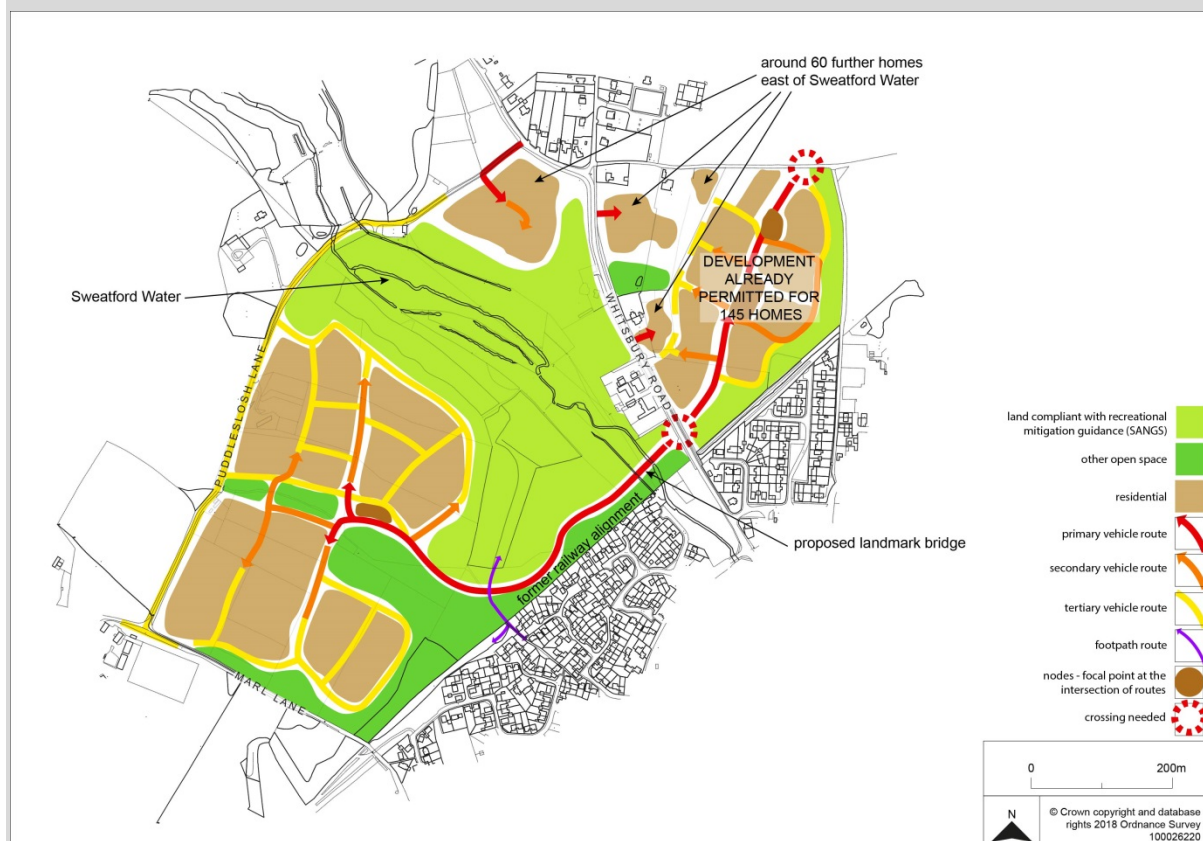 around 60 further homes
east of Sweatford Water
Sweatford Water
DEVELOPMENT
ALREADY
PERMITTED FOR
145 HOMES
WHITSBURY ROAD
PUDDLESLOSH LANE
former railway alignment
proposed landmark bridge
MARL LANE
land compliant with recreational
mitigation guidance (SANGS)
other open space
residential
primary vehicle route
secondary vehicle route
tertiary vehicle route
footpath route
nodes - focal point at the
intersection of routes
crossing needed
0 200m
N
© Crown copyright and database
rights 2018 Ordnance Survey
100026220